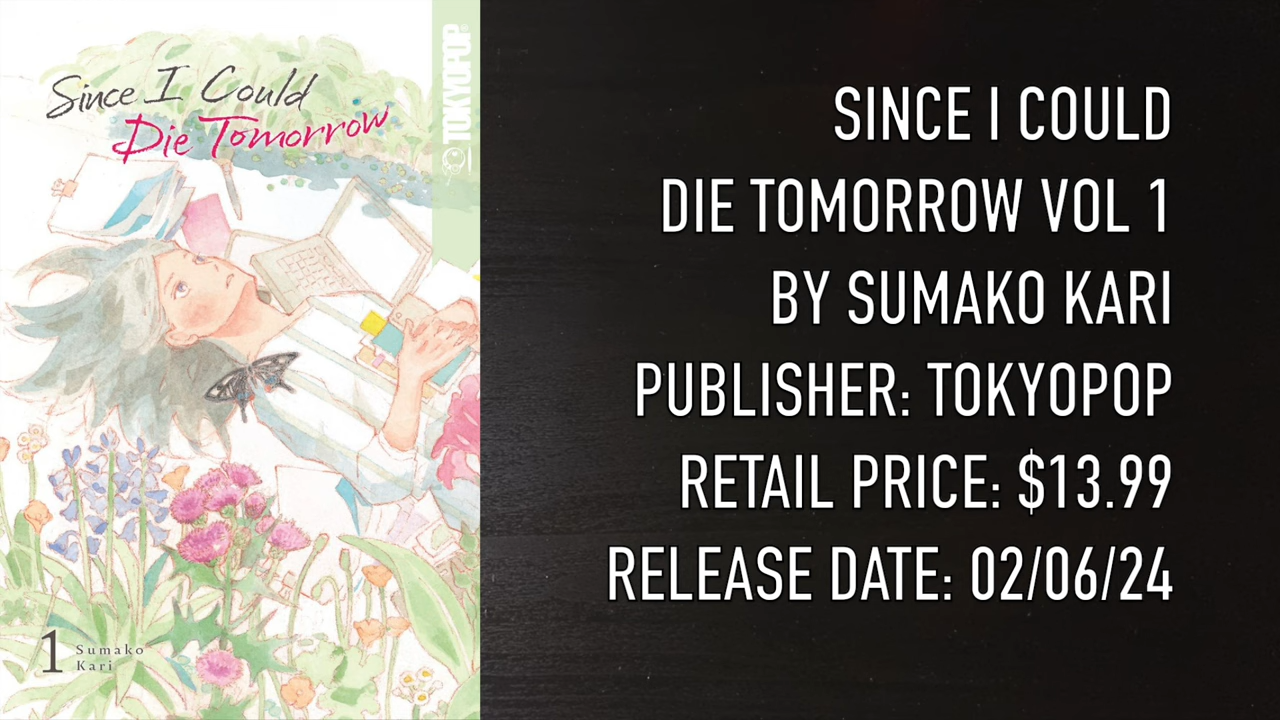 Since I Could
Die Tomorrow
TOKYOPOP®
1
Sumako
Kari
SINCE I COULD
DIE TOMORROW VOL 1
BY SUMAKO KARI
PUBLISHER: TOKYOPOP
RETAIL PRICE: $13.99
RELEASE DATE: 02/06/24